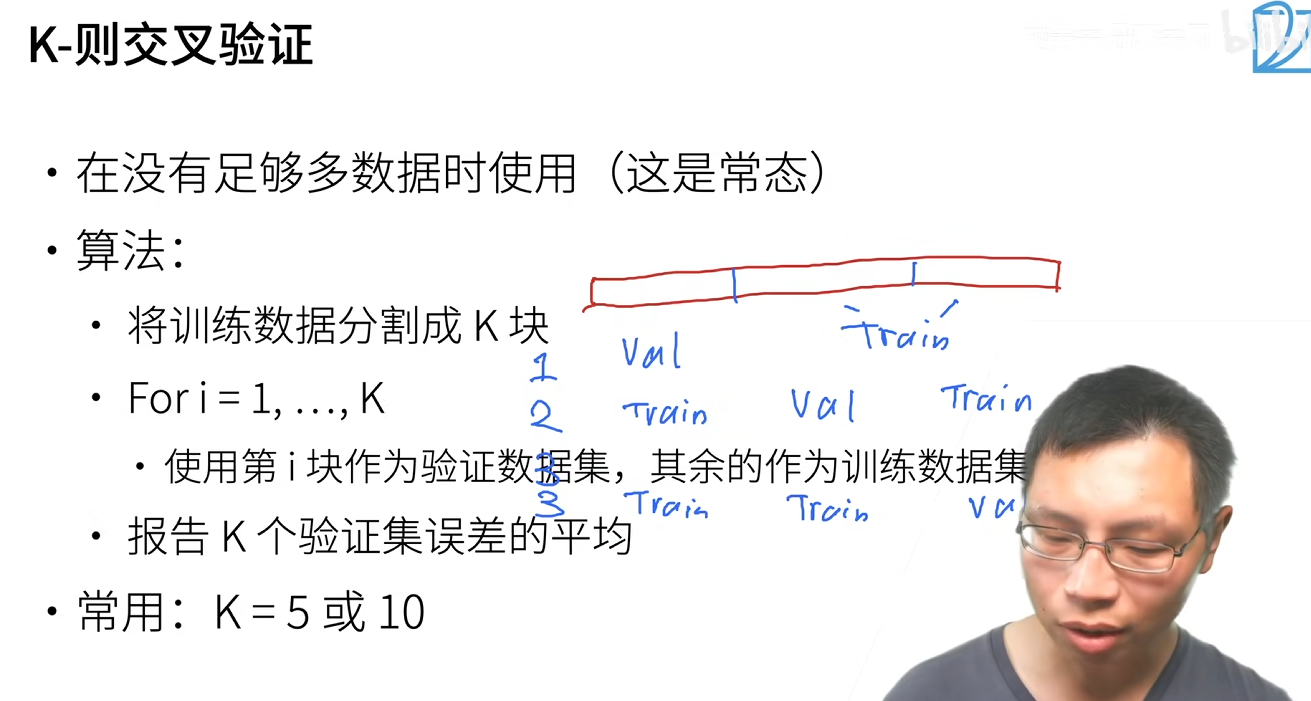 K-则交叉验证
bilibili
• 在没有足够多数据时使用（这是常态）
• 算法：
• 将训练数据分割成 K 块
1 Val Train
• For i = 1, …, K
2 Train Val Train
• 使用第 i 块作为验证数据集，其余的作为训练数据集
3
3 Train Train Va
• 报告 K 个验证集误差的平均
• 常用：K = 5 或 10